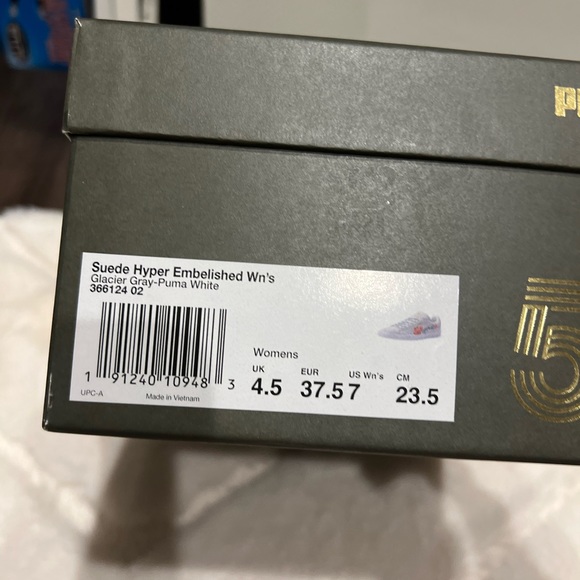 Suede Hyper Embelished Wn's
Glacier Gray-Puma White
366124 02
1 91240 10948 3
UPC-A
Made in Vietnam
Womens
UK EUR US Wn's CM
4.5 37.5 7 23.5
5